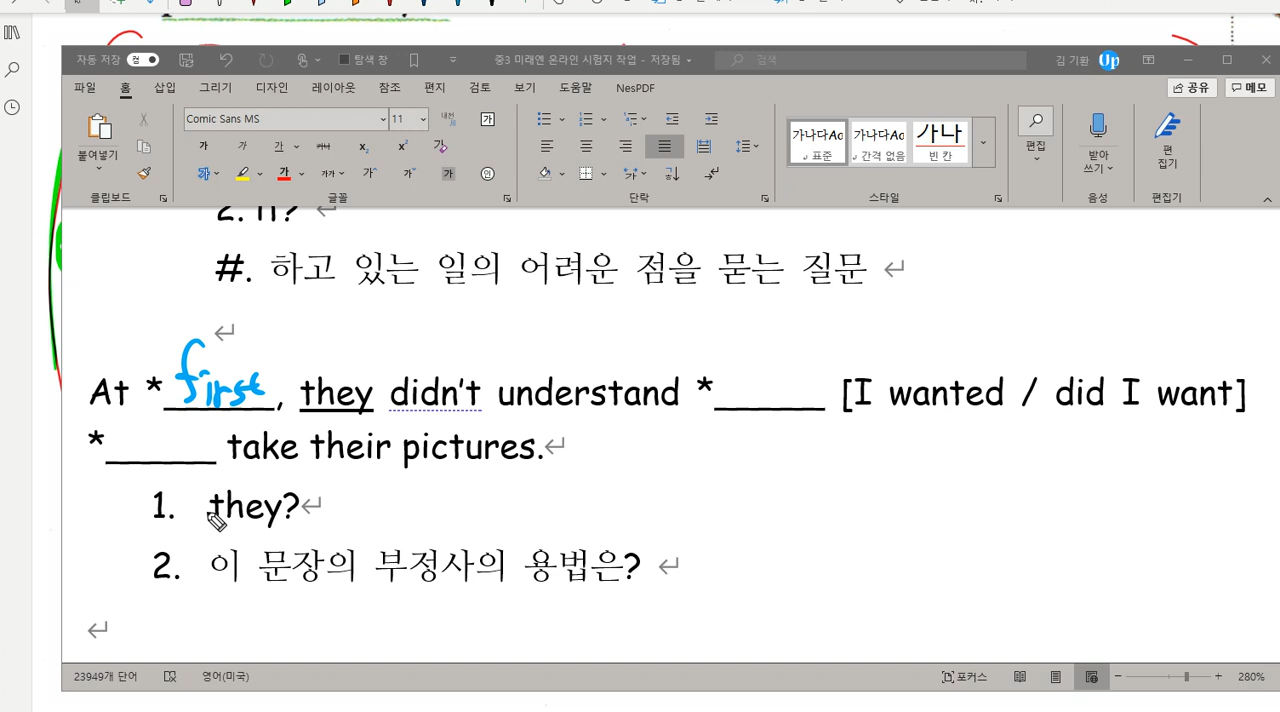 자동 저장 컴 탐색 창 중3 미래엔 온라인 시험지 작업 - 저장됨 검색 김 기환 Up
파일 홈 삽입 그리기 디자인 레이아웃 참조 편지 검토 보기 도움말 NesPDF 공유 메모
Comic Sans MS 11
붙여넣기 가나다Aa 가나다Aa 가나 편집 받아 쓰기 편 집기
표준 간격 없음 빈 칸
클립보드 글꼴 단락 스타일 음성 편집기
#. 하고 있는 일의 어려운 점을 묻는 질문
At *first, they didn't understand *_____ [I wanted / did I want]
*_____ take their pictures.
1. they?
2. 이 문장의 부정사의 용법은?
23949개 단어 영어(미국) 포커스 280%